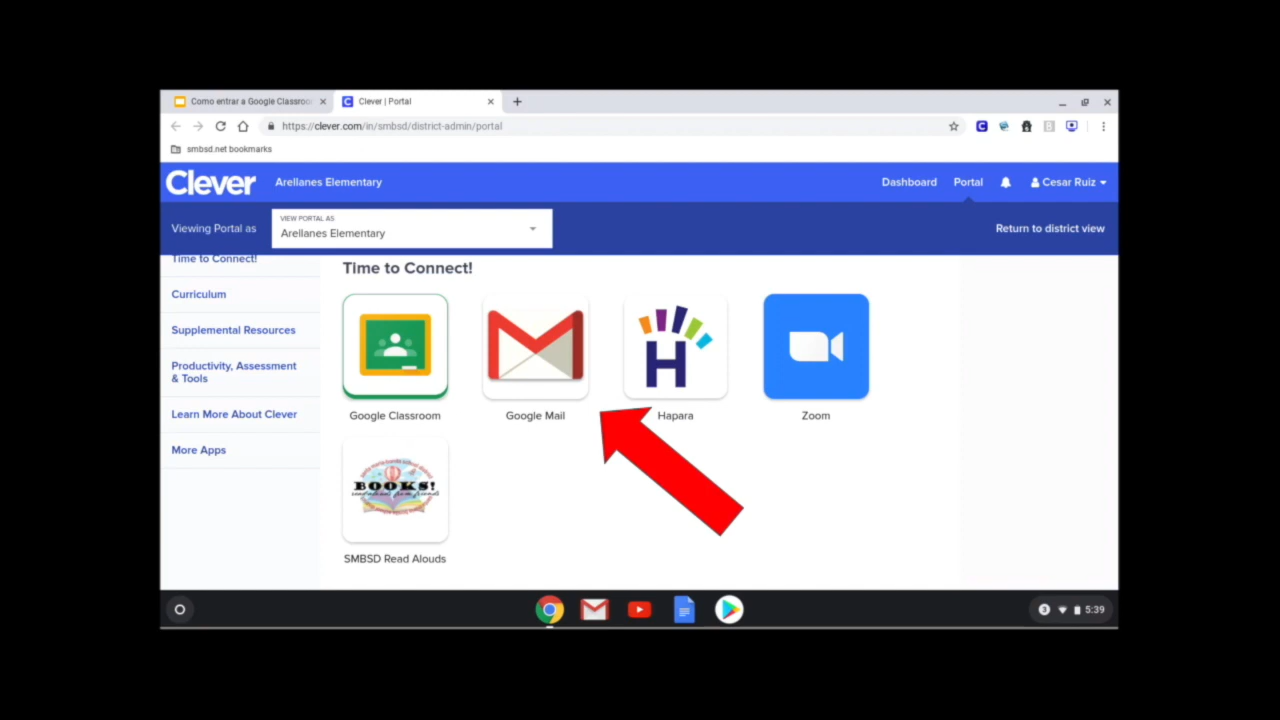 Como entrar a Google Classroo
Clever | Portal
https://clever.com/in/smbsd/district-admin/portal
smbsd.net bookmarks
Clever
Arellanes Elementary
Dashboard
Portal
Cesar Ruiz
Viewing Portal as
VIEW PORTAL AS
Arellanes Elementary
Return to district view
Time to Connect!
Curriculum
Supplemental Resources
Productivity, Assessment
& Tools
Learn More About Clever
More Apps
Time to Connect!
Google Classroom
Google Mail
Hapara
Zoom
BOOKS!
SMBSD Read Alouds
3
5:39